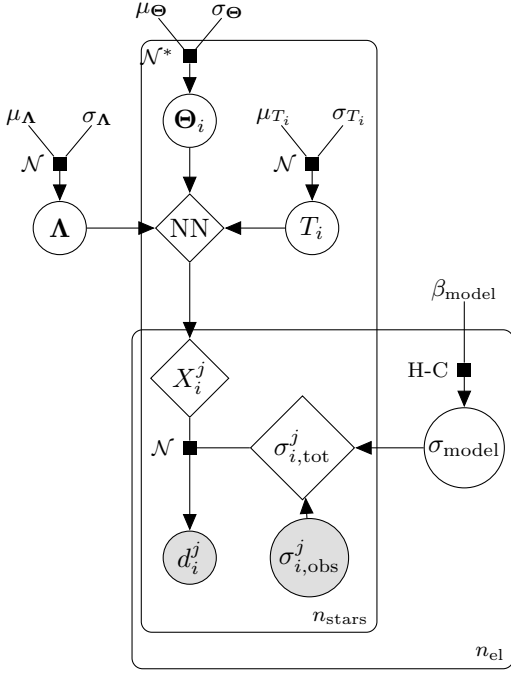 μ_Θ σ_Θ
𝒩*
Θ_i
μ_Λ σ_Λ
μ_{T_i} σ_{T_i}
𝒩
𝒩
Λ
NN
T_i
β_model
H-C
X_i^j
𝒩
σ_{i,tot}^j
σ_model
d_i^j
σ_{i,obs}^j
n_stars
n_el